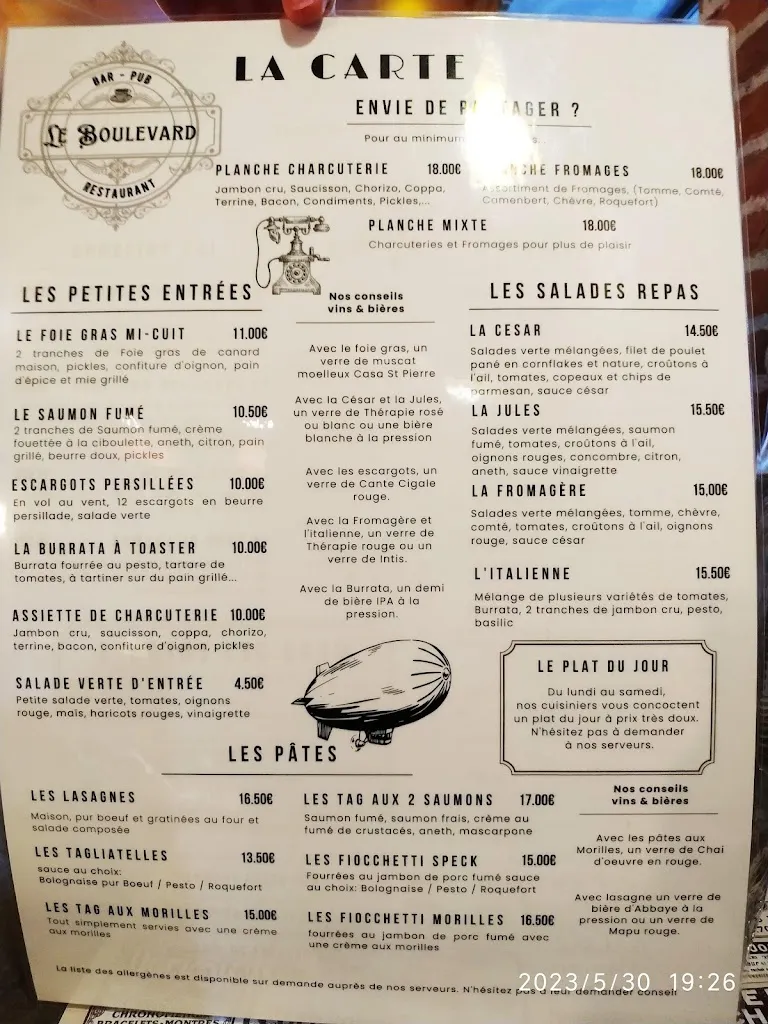 BAR - PUB
LE BOULEVARD
RESTAURANT
LA CARTE
ENVIE DE PARTAGER ?
Pour au minimum
PLANCHE CHARCUTERIE 18.00€
Jambon cru, Saucisson, Chorizo, Coppa,
Terrine, Bacon, Condiments, Pickles,...
PLANCHE FROMAGES 18.00€
Assortiment de Fromages, (Tomme, Comté,
Camenbert, Chèvre, Roquefort)
PLANCHE MIXTE 18.00€
Charcuteries et Fromages pour plus de plaisir
LES PETITES ENTRÉES
LE FOIE GRAS MI-CUIT 11.00€
2 tranches de Foie gras de canard
maison, pickles, confiture d'oignon, pain
d'épice et mie grillé
LE SAUMON FUMÉ 10.50€
2 tranches de Saumon fumé, crème
fouettée à la ciboulette, aneth, citron, pain
grillé, beurre doux, pickles
ESCARGOTS PERSILLÉES 10.00€
En vol au vent, 12 escargots en beurre
persillade, salade verte
LA BURRATA À TOASTER 10.00€
Burrata fourrée au pesto, tartare de
tomates, à tartiner sur du pain grillé...
ASSIETTE DE CHARCUTERIE 10.00€
Jambon cru, saucisson, coppa, chorizo,
terrine, bacon, confiture d'oignon, pickles
SALADE VERTE D'ENTRÉE 4,50€
Petite salade verte, tomates, oignons
rouge, maïs, haricots rouges, vinaigrette
Nos conseils
vins & bières
Avec le foie gras, un
verre de muscat
moelleux Casa St Pierre
Avec la César et la Jules,
un verre de Thérapie rosé
ou blanc ou une bière
blanche à la pression
Avec les escargots, un
verre de Cante Cigale
rouge.
Avec la Fromagère et
l'italienne, un verre de
Thérapie rouge ou un
verre de Intis.
Avec la Burrata, un demi
de bière IPA à la
pression.
LES SALADES REPAS
LA CESAR 14.50€
Salades verte mélangées, filet de poulet
pané en cornflakes et nature, croûtons à
l'ail, tomates, copeaux et chips de
parmesan, sauce césar
LA JULES 15.50€
Salades verte mélangées, saumon
fumé, tomates, croûtons à l'ail,
oignons rouges, concombre, citron,
aneth, sauce vinaigrette
LA FROMAGÈRE 15,00€
Salades verte mélangées, tomme, chèvre,
comté, tomates, croûtons à l'ail, oignons
rouge, sauce césar
L'ITALIENNE 15.50€
Mélange de plusieurs variétés de tomates,
Burrata, 2 tranches de jambon cru, pesto,
basilic
LE PLAT DU JOUR
Du lundi au samedi,
nos cuisiniers vous concoctent
un plat du jour à prix très doux.
N'hésitez pas à demander
à nos serveurs.
LES PÂTES
LES LASAGNES 16.50€
Maison, pur boeuf et gratinées au four et
salade composée
LES TAGLIATELLES 13.50€
sauce au choix:
Bolognaise pur Boeuf / Pesto / Roquefort
LES TAG AUX MORILLES 15.00€
Tout simplement servies avec une crème
aux morilles
LES TAG AUX 2 SAUMONS 17.00€
Saumon fumé, saumon frais, crème au
fumé de crustacés, aneth, mascarpone
LES FIOCCHETTI SPECK 15.00€
Fourrées au jambon de porc fumé sauce
au choix: Bolognaise / Pesto / Roquefort
LES FIOCCHETTI MORILLES 16.50€
fourrées au jambon de porc fumé avec
une crème aux morilles
Nos conseils
vins & bières
Avec les pâtes aux
Morilles, un verre de Chai
d'oeuvre en rouge.
Avec lasagne un verre de
bière d'Abbaye à la
pression ou un verre de
Mapu rouge.
La liste des allergènes est disponible sur demande auprès de nos serveurs. N'hésitez pas à leur demander conseil
2023/5/30 19:26
BRACELETS-MONTRES